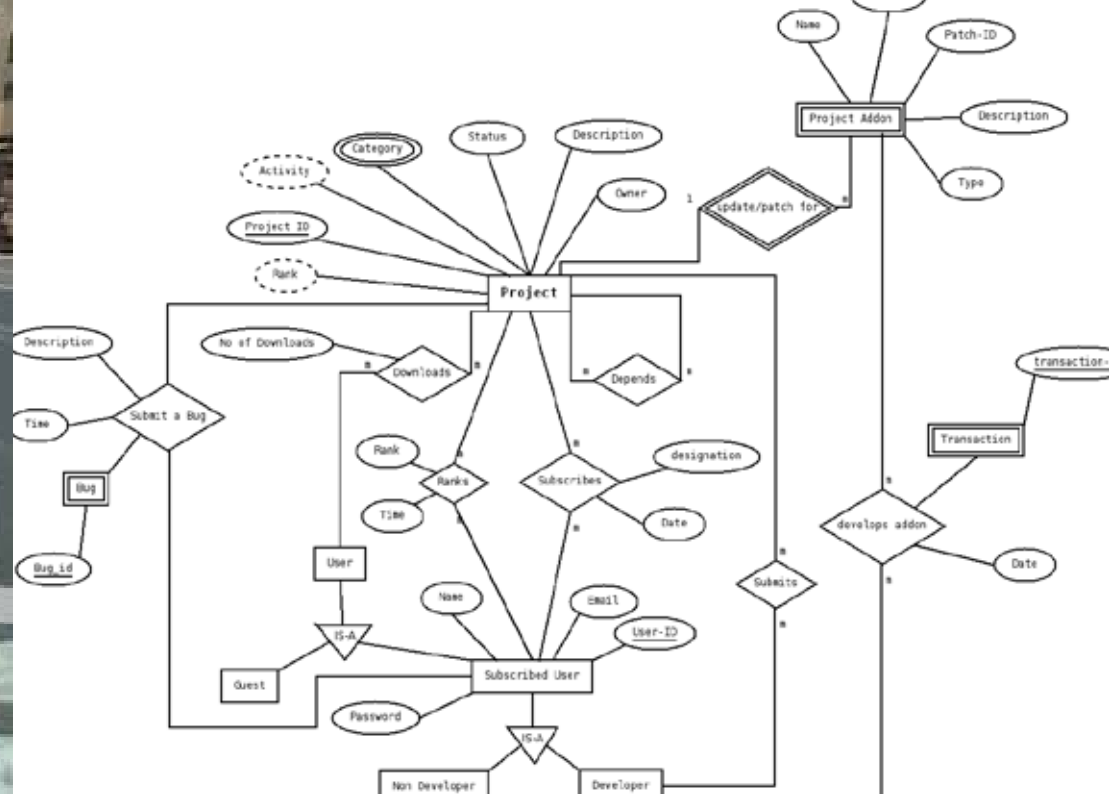 Name
Patch-ID
Project Addon
Description
Type
Category
Status
Description
Activity
Owner
Project ID
Rank
1
update/patch for
m
Project
Description
No of Downloads
m
Downloads
m
m
Depends
m
transaction-
Time
Submit a Bug
Transaction
Rank
m
Ranks
m
Time
m
Subscribes
m
designation
Date
Bug
Bug_id
m
develops addon
m
Date
User
m
Submits
m
Name
Email
User-ID
IS-A
Guest
Subscribed User
Password
IS-A
Non Developer
Developer